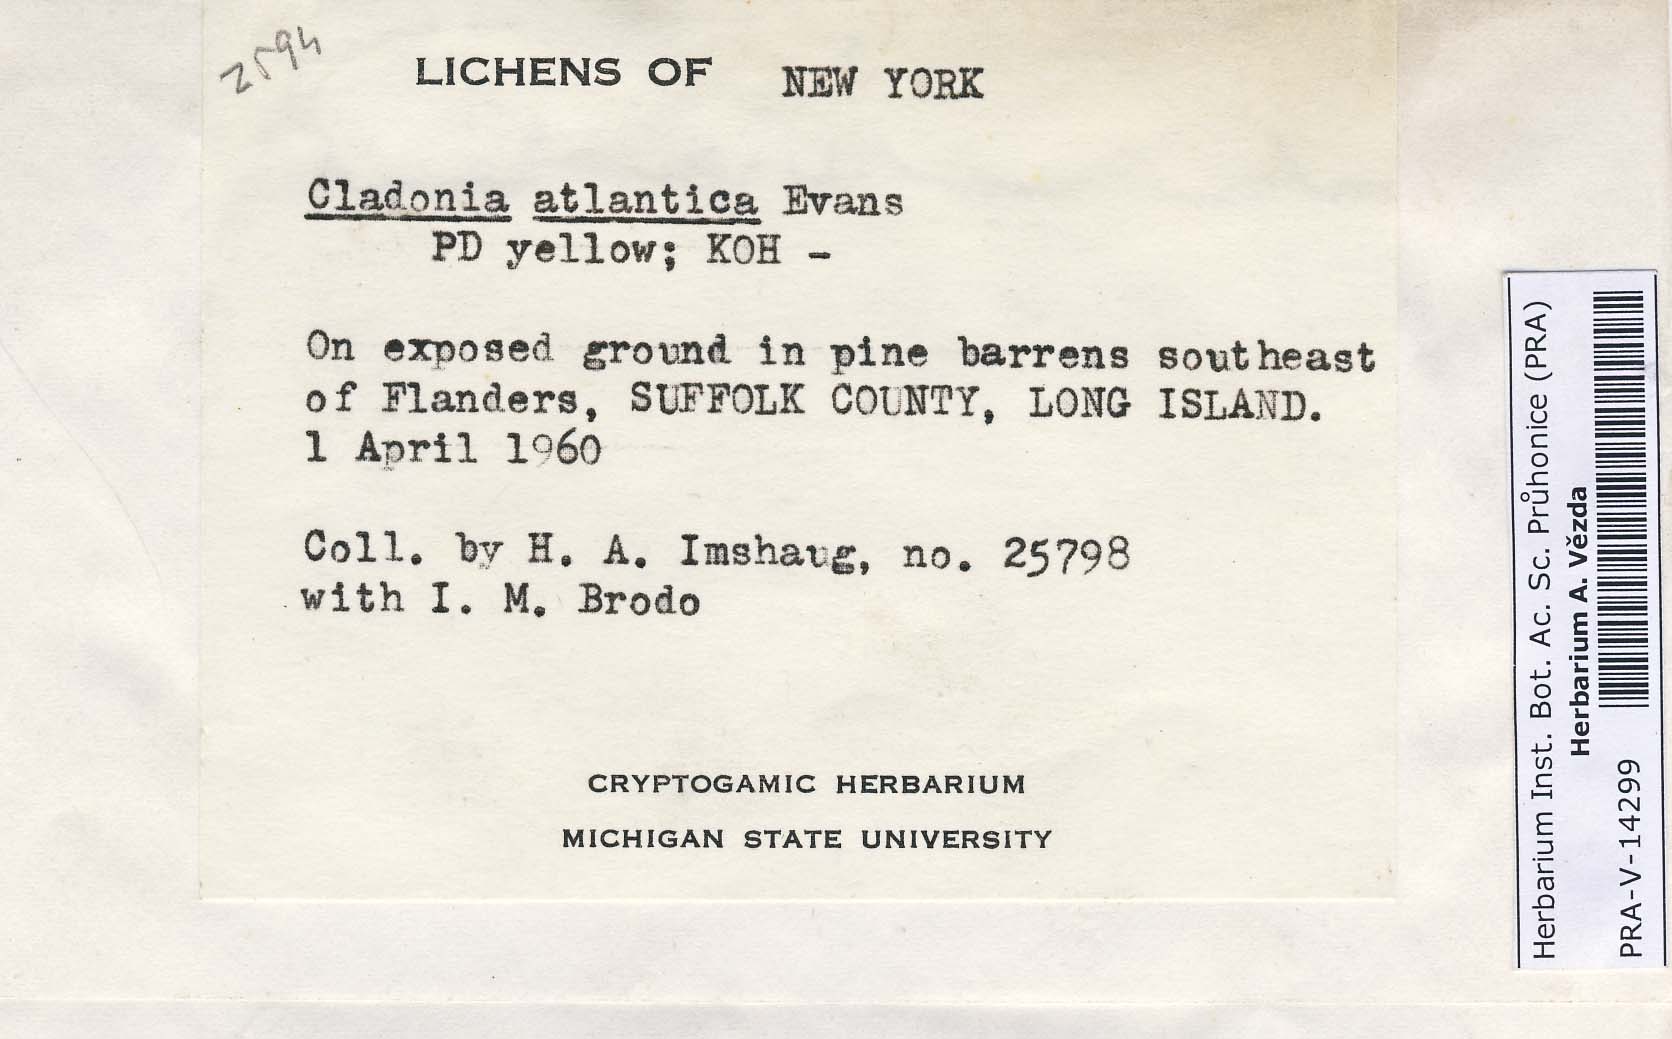 2594
LICHENS OF NEW YORK
Cladonia atlantica Evans
PD yellow; KOH -
On exposed ground in pine barrens southeast
of Flanders, SUFFOLK COUNTY, LONG ISLAND.
1 April 1960
Coll. by H. A. Imshaug, no. 25798
with I. M. Brodo
CRYPTOGAMIC HERBARIUM
MICHIGAN STATE UNIVERSITY
Herbarium Inst. Bot. Ac. Sc. Průhonice (PRA)
Herbarium A. Vězda
PRA-V-14299